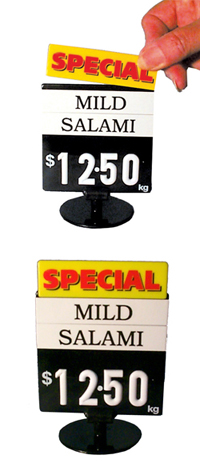 SPECIAL
MILD
SALAMI
$12.50
kg
SPECIAL
MILD
SALAMI
$12.50
kg